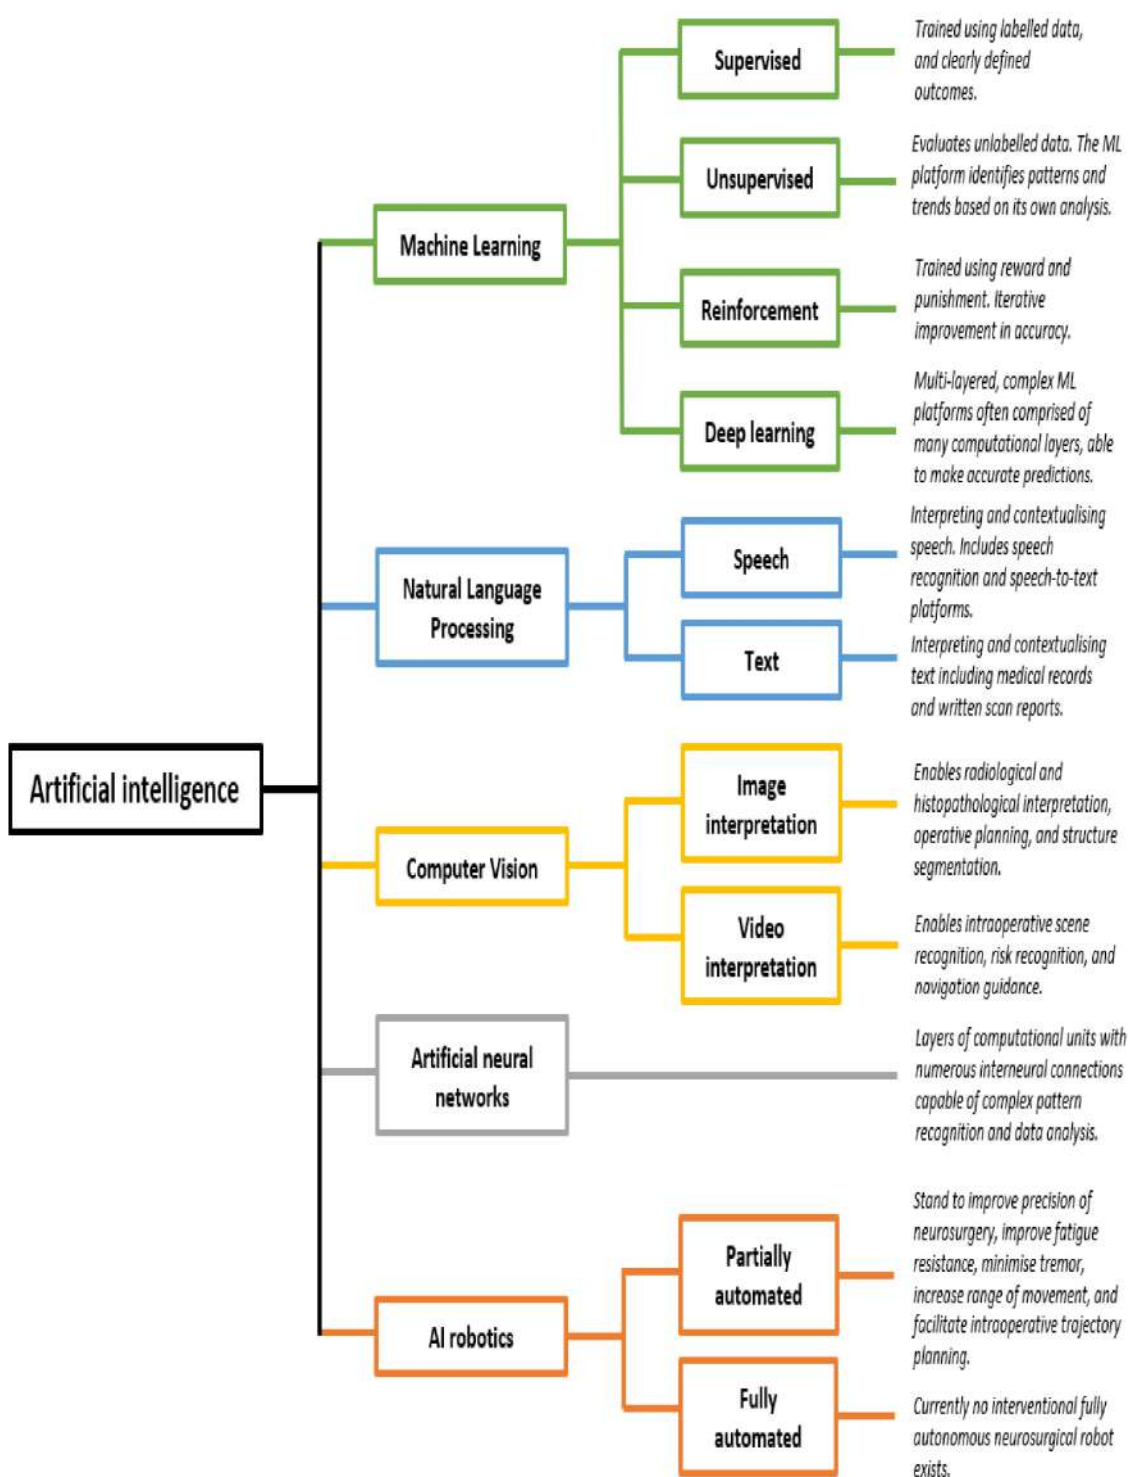 Supervised
Trained using labelled data,
and clearly defined
outcomes.
Unsupervised
Evaluates unlabelled data. The ML
platform identifies patterns and
trends based on its own analysis.
Machine Learning
Reinforcement
Trained using reward and
punishment. Iterative
improvement in accuracy.
Deep learning
Multi-layered, complex ML
platforms often comprised of
many computational layers, able
to make accurate predictions.
Natural Language
Processing
Speech
Interpreting and contextualising
speech. Includes speech
recognition and speech-to-text
platforms.
Text
Interpreting and contextualising
text including medical records
and written scan reports.
Artificial intelligence
Computer Vision
Image
interpretation
Enables radiological and
histopathological interpretation,
operative planning, and structure
segmentation.
Video
interpretation
Enables intraoperative scene
recognition, risk recognition, and
navigation guidance.
Artificial neural
networks
Layers of computational units with
numerous interneural connections
capable of complex pattern
recognition and data analysis.
AI robotics
Partially
automated
Stand to improve precision of
neurosurgery, improve fatigue
resistance, minimise tremor,
increase range of movement, and
facilitate intraoperative trajectory
planning.
Fully
automated
Currently no interventional fully
autonomous neurosurgical robot
exists.